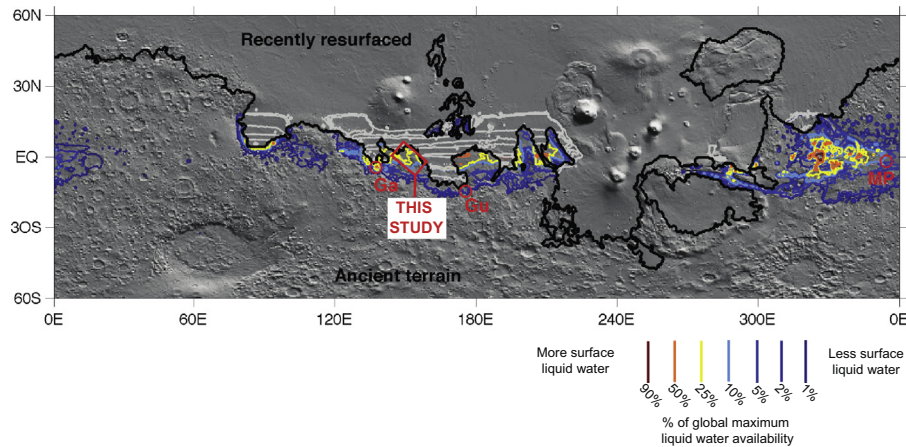 60N
Recently resurfaced
30N
EQ
Ga
Gu
MP
THIS
STUDY
30S
Ancient terrain
60S
0E
60E
120E
180E
240E
300E
0E
More surface
liquid water
Less surface
liquid water
90%
50%
25%
10%
5%
2%
1%
% of global maximum
liquid water availability